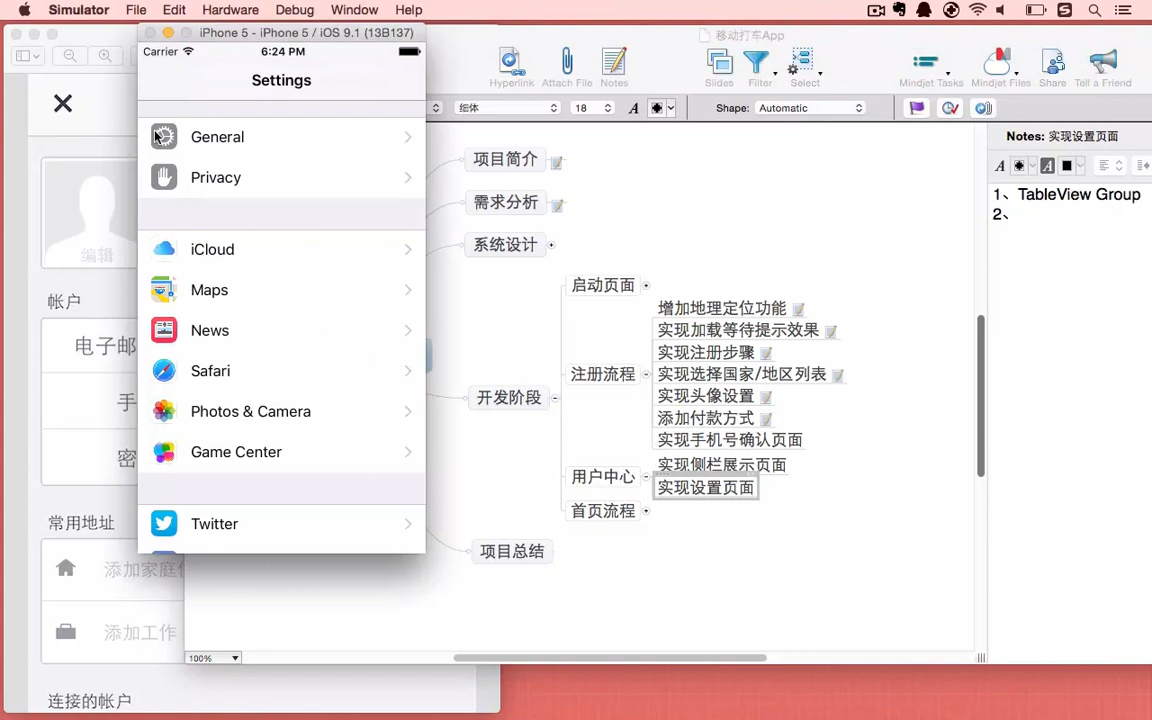 Simulator File Edit Hardware Debug Window Help
iPhone 5 - iPhone 5 / iOS 9.1 (13B137)
Carrier 6:24 PM
Settings
General
Privacy
iCloud
Maps
News
Safari
Photos & Camera
Game Center
Twitter
编辑
帐户
电子邮
手
密
常用地址
添加家庭
添加工作
连接的帐户
移动打车App
Hyperlink Attach File Notes Slides Filter Select Mindjet Tasks Mindjet Files Share Tell a Friend
细体 18 A Shape: Automatic
项目简介
需求分析
系统设计
开发阶段
启动页面
注册流程
增加地理定位功能
实现加载等待提示效果
实现注册步骤
实现选择国家/地区列表
实现头像设置
添加付款方式
实现手机号确认页面
用户中心
实现侧栏展示页面
实现设置页面
首页流程
项目总结
Notes: 实现设置页面
A A
1、TableView Group
2、
100%